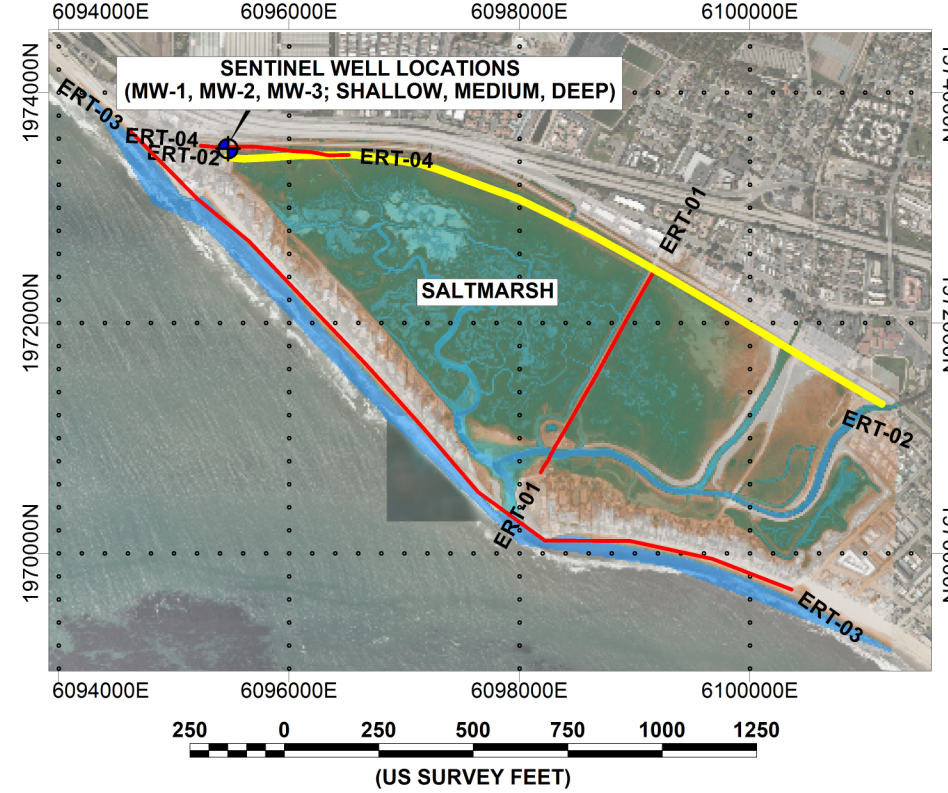 6094000E 6096000E 6098000E 6100000E
1974000N
SENTINEL WELL LOCATIONS
(MW-1, MW-2, MW-3; SHALLOW, MEDIUM, DEEP)
ERT-03
ERT-04
ERT-02
ERT-04
ERT-01
SALTMARSH
1972000N
ERT-02
ERT-01
1970000N
ERT-03
6094000E 6096000E 6098000E 6100000E
250 0 250 500 750 1000 1250
(US SURVEY FEET)